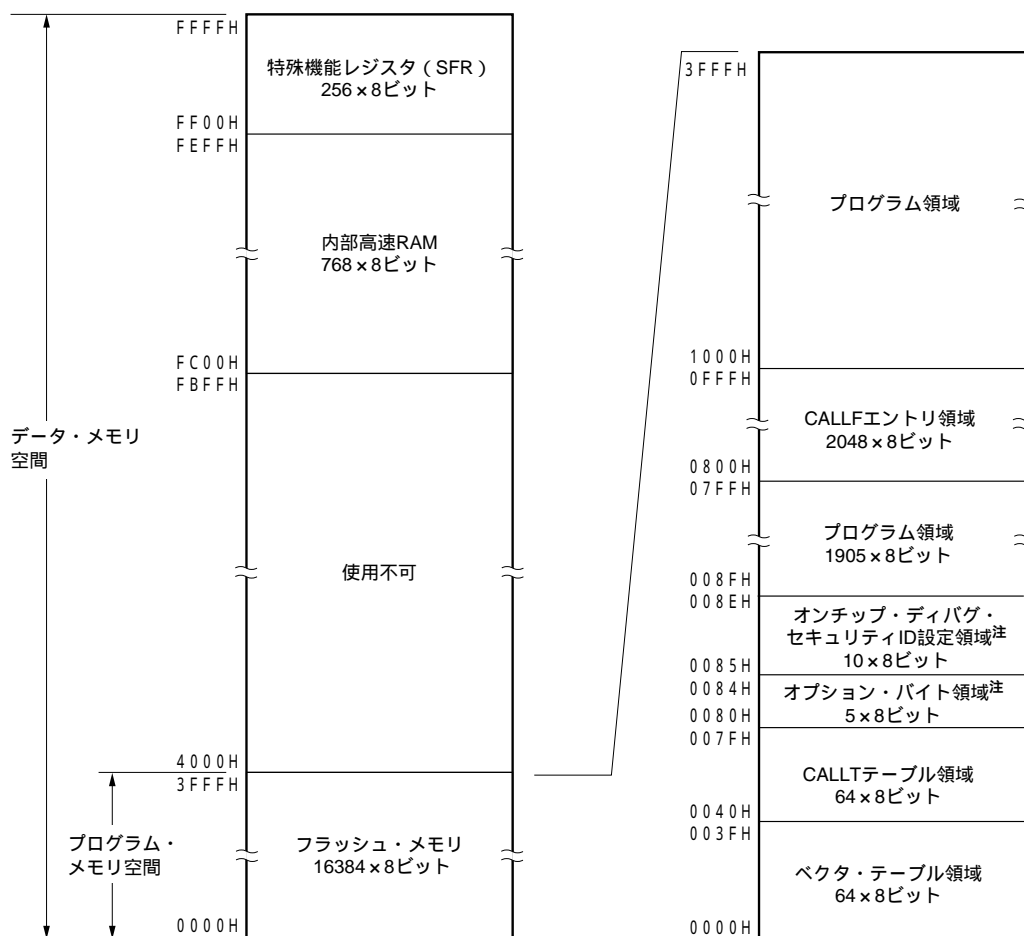 FFFFH
特殊機能レジスタ（SFR）
256×8ビット
FF00H
FEFFH
内部高速RAM
768×8ビット
FC00H
FBFFH
データ・メモリ
空間
使用不可
4000H
3FFFH
プログラム・
メモリ空間
フラッシュ・メモリ
16384×8ビット
0000H
3FFFH
プログラム領域
1000H
0FFFH
CALLFエントリ領域
2048×8ビット
0800H
07FFH
プログラム領域
1905×8ビット
008FH
008EH
オンチップ・ディバグ・
セキュリティID設定領域注
10×8ビット
0085H
0084H
オプション・バイト領域注
5×8ビット
0080H
007FH
CALLTテーブル領域
64×8ビット
0040H
003FH
ベクタ・テーブル領域
64×8ビット
0000H